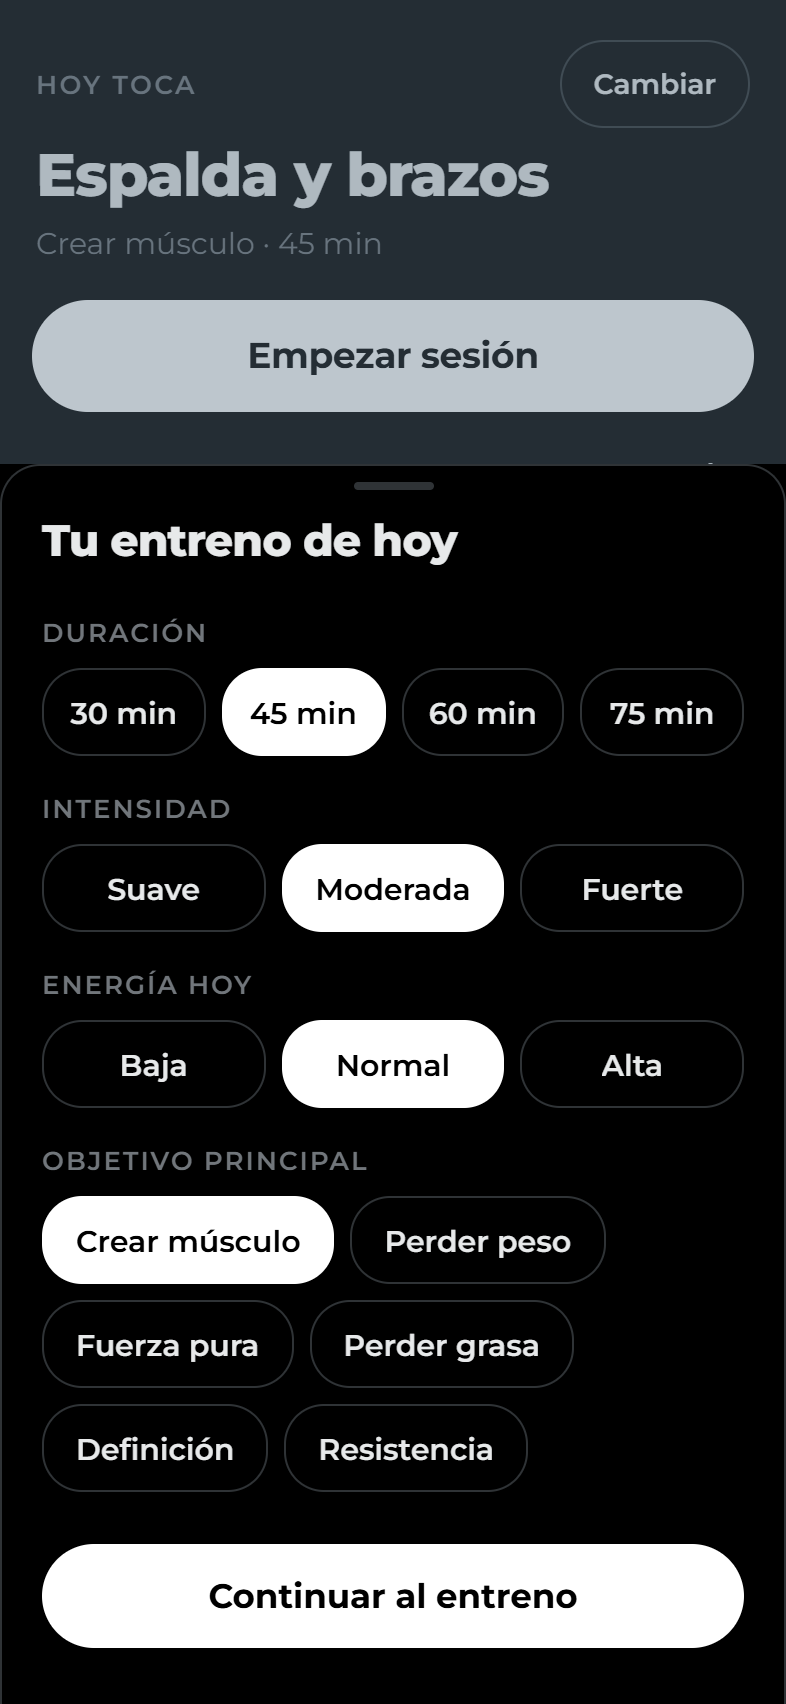 HOY TOCA
Cambiar
Espalda y brazos
Crear músculo · 45 min
Empezar sesión
Tu entreno de hoy
DURACIÓN
30 min 45 min 60 min 75 min
INTENSIDAD
Suave Moderada Fuerte
ENERGÍA HOY
Baja Normal Alta
OBJETIVO PRINCIPAL
Crear músculo Perder peso
Fuerza pura Perder grasa
Definición Resistencia
Continuar al entreno